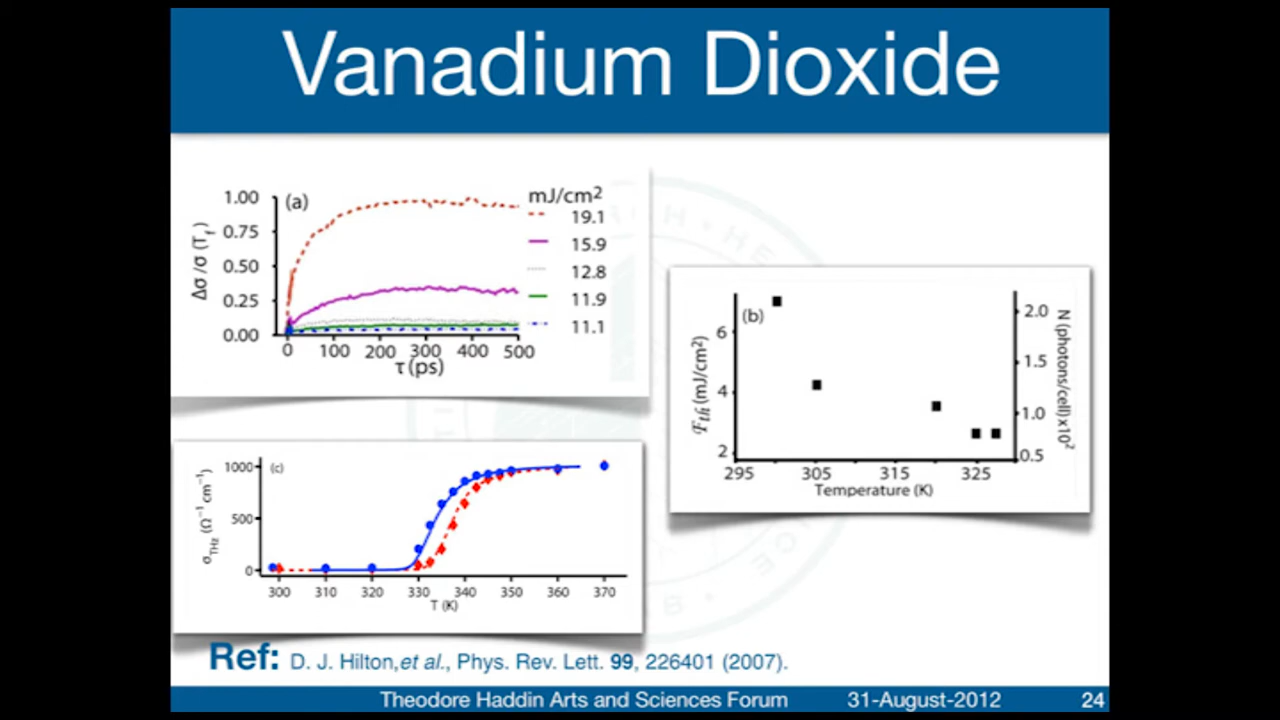 Vanadium Dioxide
(a)
1.00
0.75
0.50
0.25
0.00
Δσ/σ (T_f)
0 100 200 300 400 500
τ (ps)
mJ/cm²
19.1
15.9
12.8
11.9
11.1
(b)
6
4
2
F_th (mJ/cm²)
2.0
1.5
1.0
0.5
N (photons/cell)x10²
295 305 315 325
Temperature (K)
(c)
1000
500
0
σ_THz (Ω⁻¹ cm⁻¹)
300 310 320 330 340 350 360 370
T (K)
Ref: D. J. Hilton, et al., Phys. Rev. Lett. 99, 226401 (2007).
Theodore Haddin Arts and Sciences Forum 31-August-2012 24